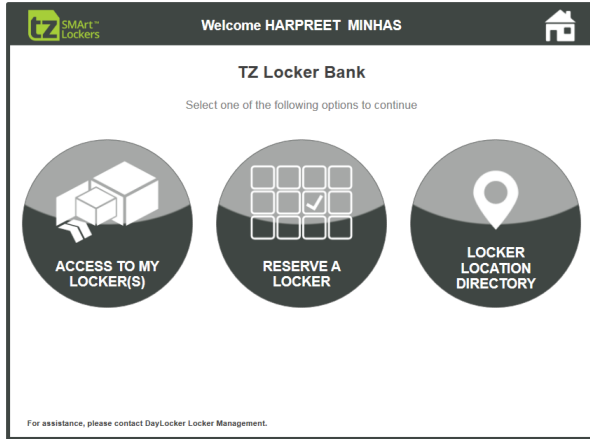 tz SMArt™
Lockers
Welcome HARPREET MINHAS
TZ Locker Bank
Select one of the following options to continue
ACCESS TO MY
LOCKER(S)
RESERVE A
LOCKER
LOCKER
LOCATION
DIRECTORY
For assistance, please contact DayLocker Locker Management.